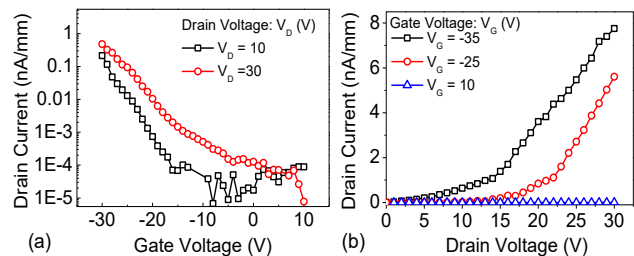 Drain Current (nA/mm)
1
0.1
0.01
1E-3
1E-4
1E-5
Drain Voltage: V_D (V)
V_D = 10
V_D =30
-30 -20 -10 0 10
Gate Voltage (V)
(a)
Drain Current (nA/mm)
8
6
4
2
0
Gate Voltage: V_G (V)
V_G = -35
V_G = -25
V_G = 10
0 5 10 15 20 25 30
Drain Voltage (V)
(b)